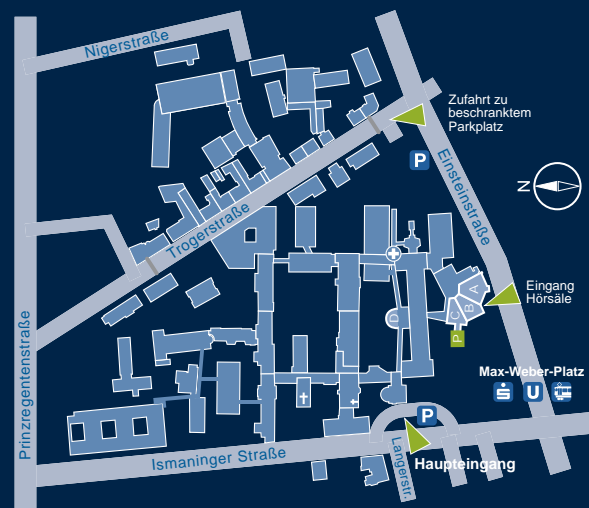 Nigerstraße
Zufahrt zu
beschranktem
Parkplatz
P
Einsteinstraße
N
Trogerstraße
Eingang
Hörsäle
A
B
C
D
P
Prinzregentenstraße
Max-Weber-Platz
S U
P
Ismaninger Straße
Langerstr.
Haupteingang